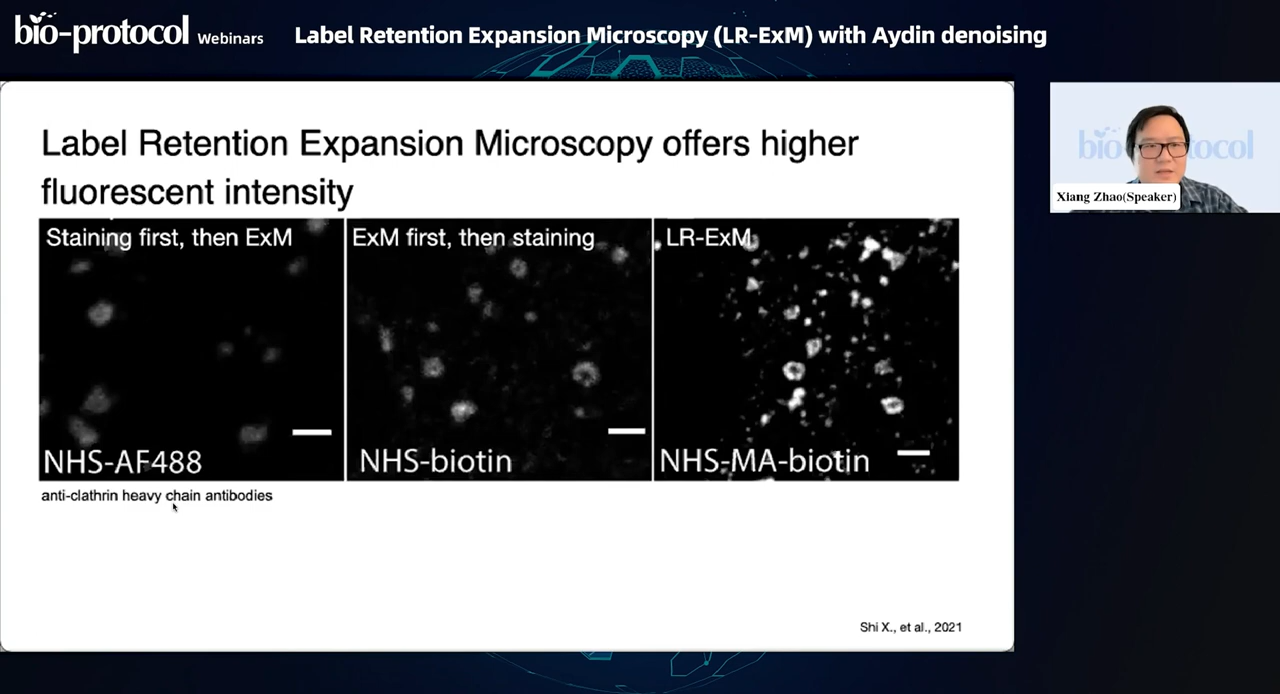 bio-protocol Webinars
Label Retention Expansion Microscopy (LR-ExM) with Aydin denoising
Label Retention Expansion Microscopy offers higher
fluorescent intensity
Staining first, then ExM
ExM first, then staining
LR-ExM
NHS-AF488
NHS-biotin
NHS-MA-biotin
anti-clathrin heavy chain antibodies
Shi X., et al., 2021
bio
tocol
Xiang Zhao(Speaker)